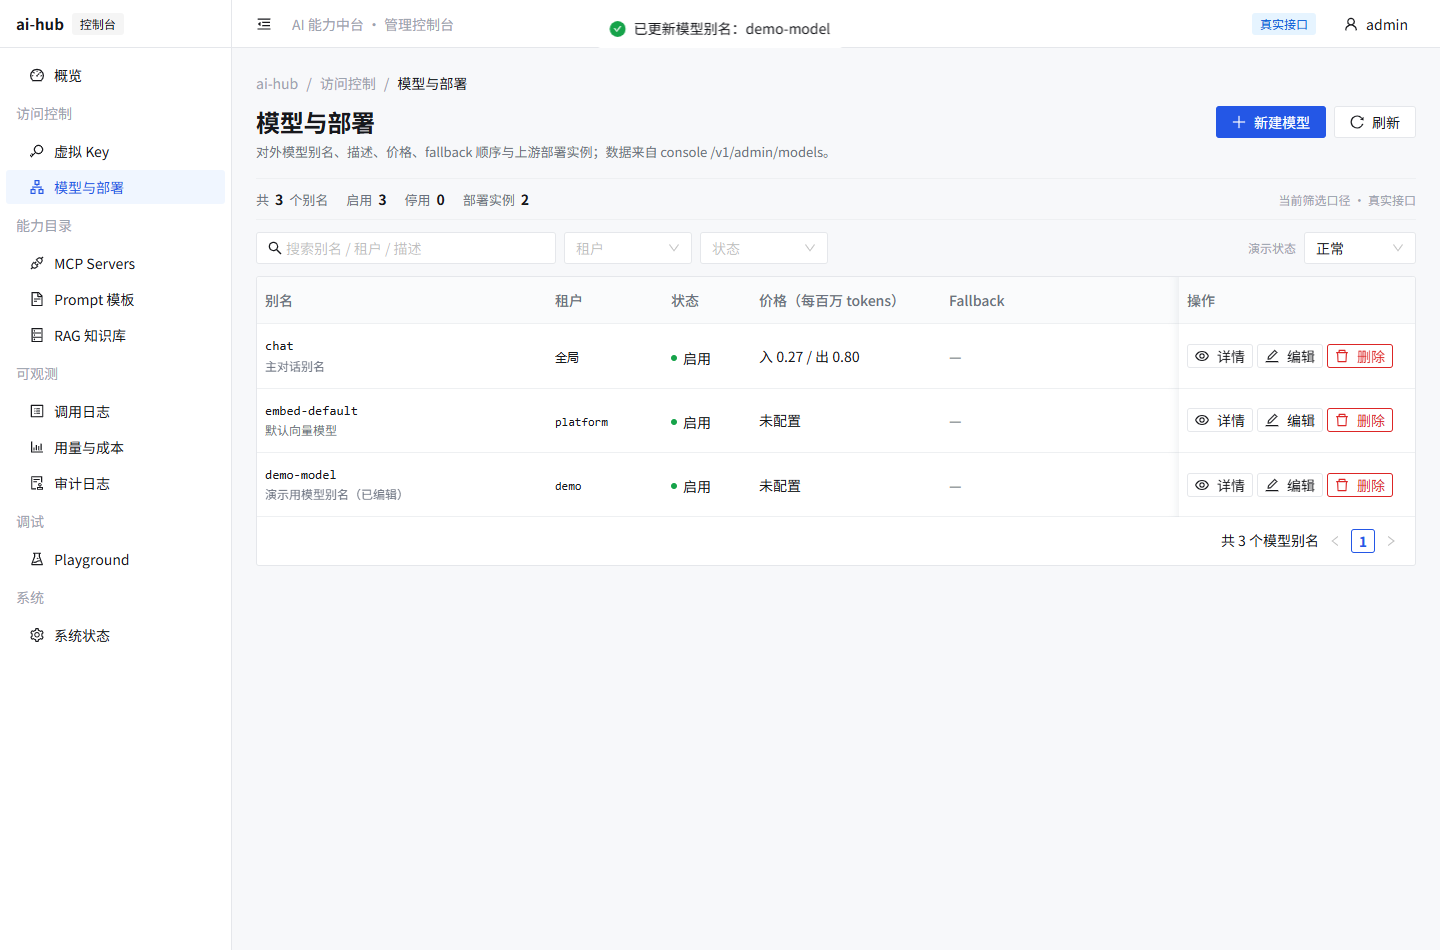 ai-hub 控制台
AI 能力中台 • 管理控制台
已更新模型别名：demo-model
真实接口
admin
概览
访问控制
虚拟 Key
模型与部署
能力目录
MCP Servers
Prompt 模板
RAG 知识库
可观测
调用日志
用量与成本
审计日志
调试
Playground
系统
系统状态
ai-hub / 访问控制 / 模型与部署
模型与部署
对外模型别名、描述、价格、fallback 顺序与上游部署实例；数据来自 console /v1/admin/models。
新建模型
刷新
共 3 个别名 启用 3 停用 0 部署实例 2
当前筛选口径 • 真实接口
搜索别名 / 租户 / 描述
租户
状态
演示状态
正常
别名 租户 状态 价格（每百万 tokens） Fallback 操作
chat
主对话别名
全局 启用 入 0.27 / 出 0.80 — 详情 编辑 删除
embed-default
默认向量模型
platform 启用 未配置 — 详情 编辑 删除
demo-model
演示用模型别名（已编辑）
demo 启用 未配置 — 详情 编辑 删除
共 3 个模型别名 1